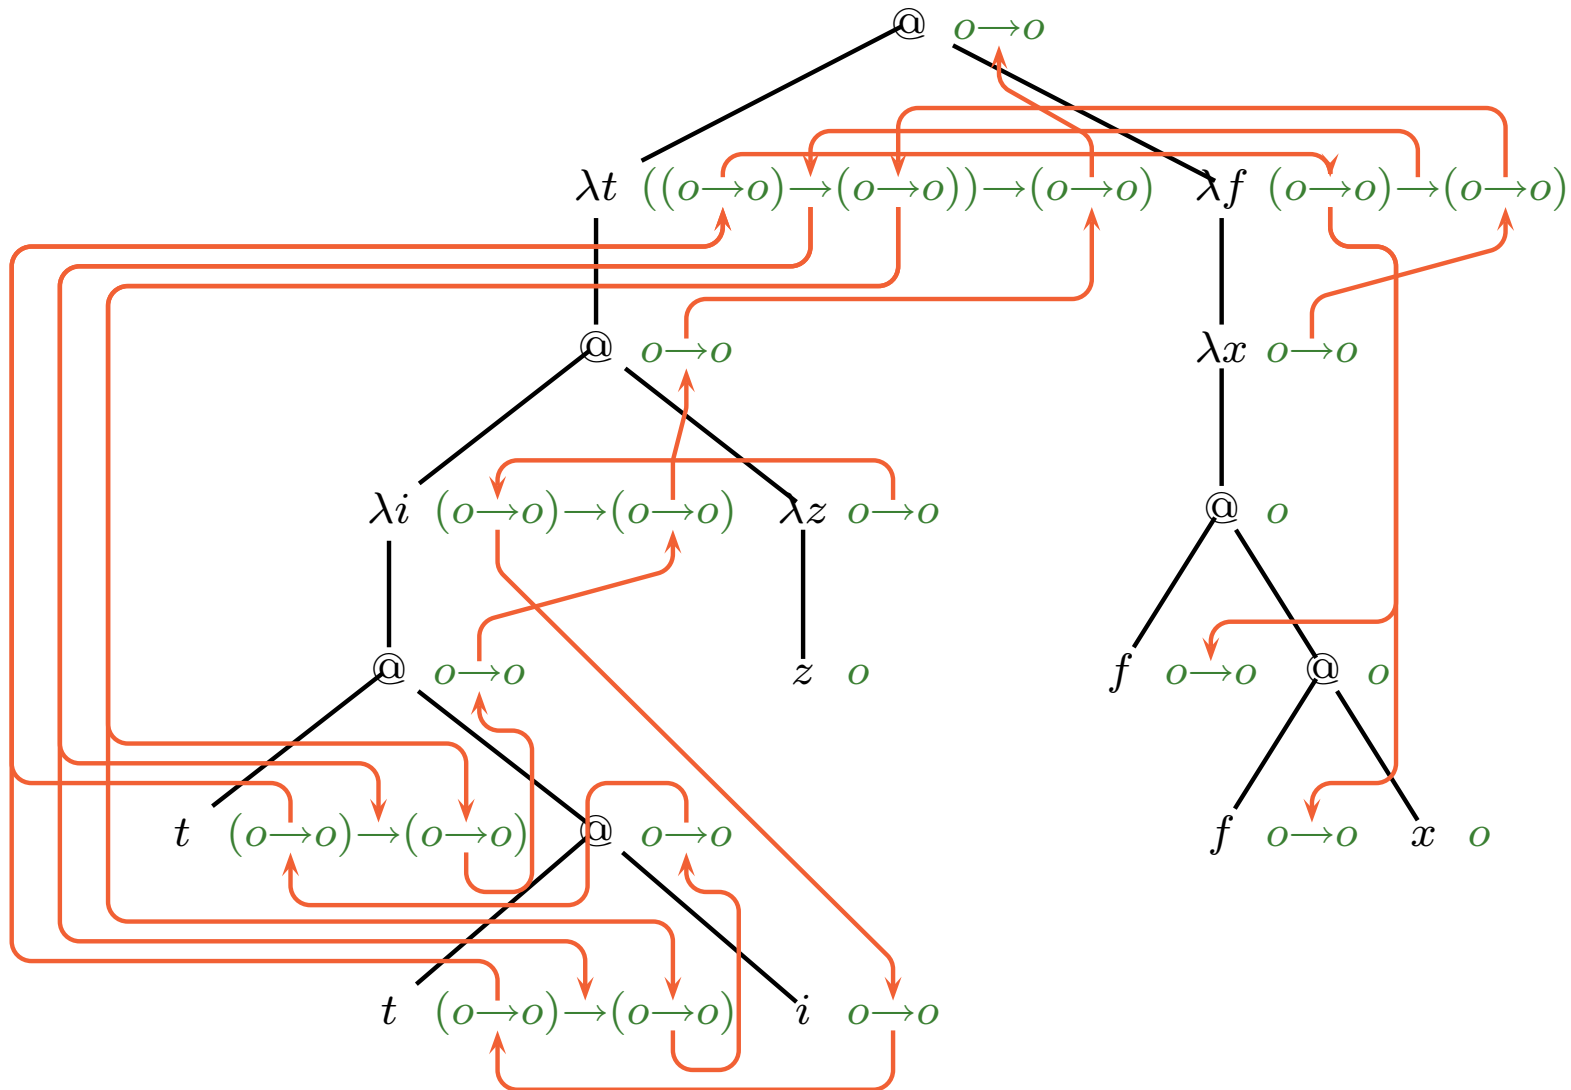 @ o→o
λt ((o→o)→(o→o))→(o→o) λf (o→o)→(o→o)
@ o→o λx o→o
λi (o→o)→(o→o) λz o→o @ o
@ o→o z o f o→o @ o
t (o→o)→(o→o) @ o→o f o→o x o
t (o→o)→(o→o) i o→o